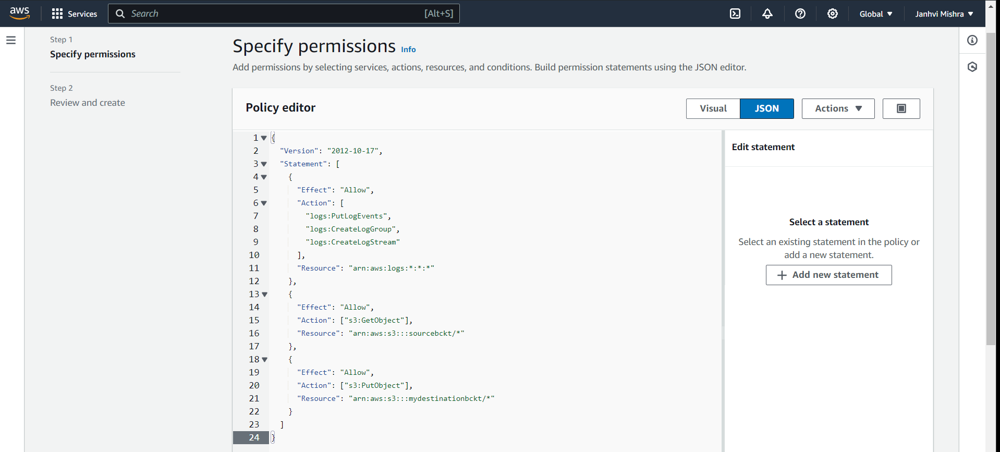 aws
Services
Search
[Alt+S]
Global
Janhvi Mishra
Step 1
Specify permissions
Step 2
Review and create
Specify permissions Info
Add permissions by selecting services, actions, resources, and conditions. Build permission statements using the JSON editor.
Policy editor
Visual
JSON
Actions
1 {
2 "Version": "2012-10-17",
3 "Statement": [
4 {
5 "Effect": "Allow",
6 "Action": [
7 "logs:PutLogEvents",
8 "logs:CreateLogGroup",
9 "logs:CreateLogStream"
10 ],
11 "Resource": "arn:aws:logs:*:*:*"
12 },
13 {
14 "Effect": "Allow",
15 "Action": ["s3:GetObject"],
16 "Resource": "arn:aws:s3:::sourcebckt/*"
17 },
18 {
19 "Effect": "Allow",
20 "Action": ["s3:PutObject"],
21 "Resource": "arn:aws:s3:::mydestinationbckt/*"
22 }
23 ]
24 }
Edit statement
Select a statement
Select an existing statement in the policy or
add a new statement.
+ Add new statement